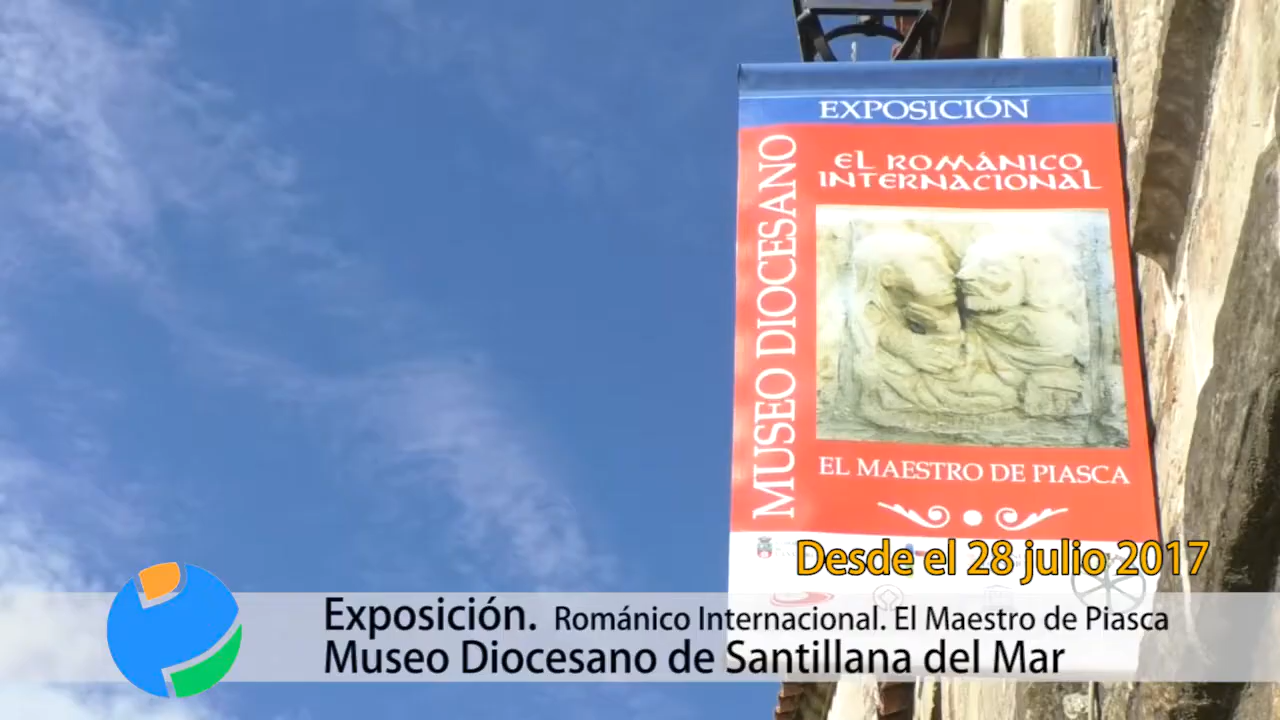 EXPOSICIÓN
MUSEO DIOCESANO
EL ROMÁNICO
INTERNACIONAL
EL MAESTRO DE PIASCA
Desde el 28 julio 2017
Exposición. Románico Internacional. El Maestro de Piasca
Museo Diocesano de Santillana del Mar